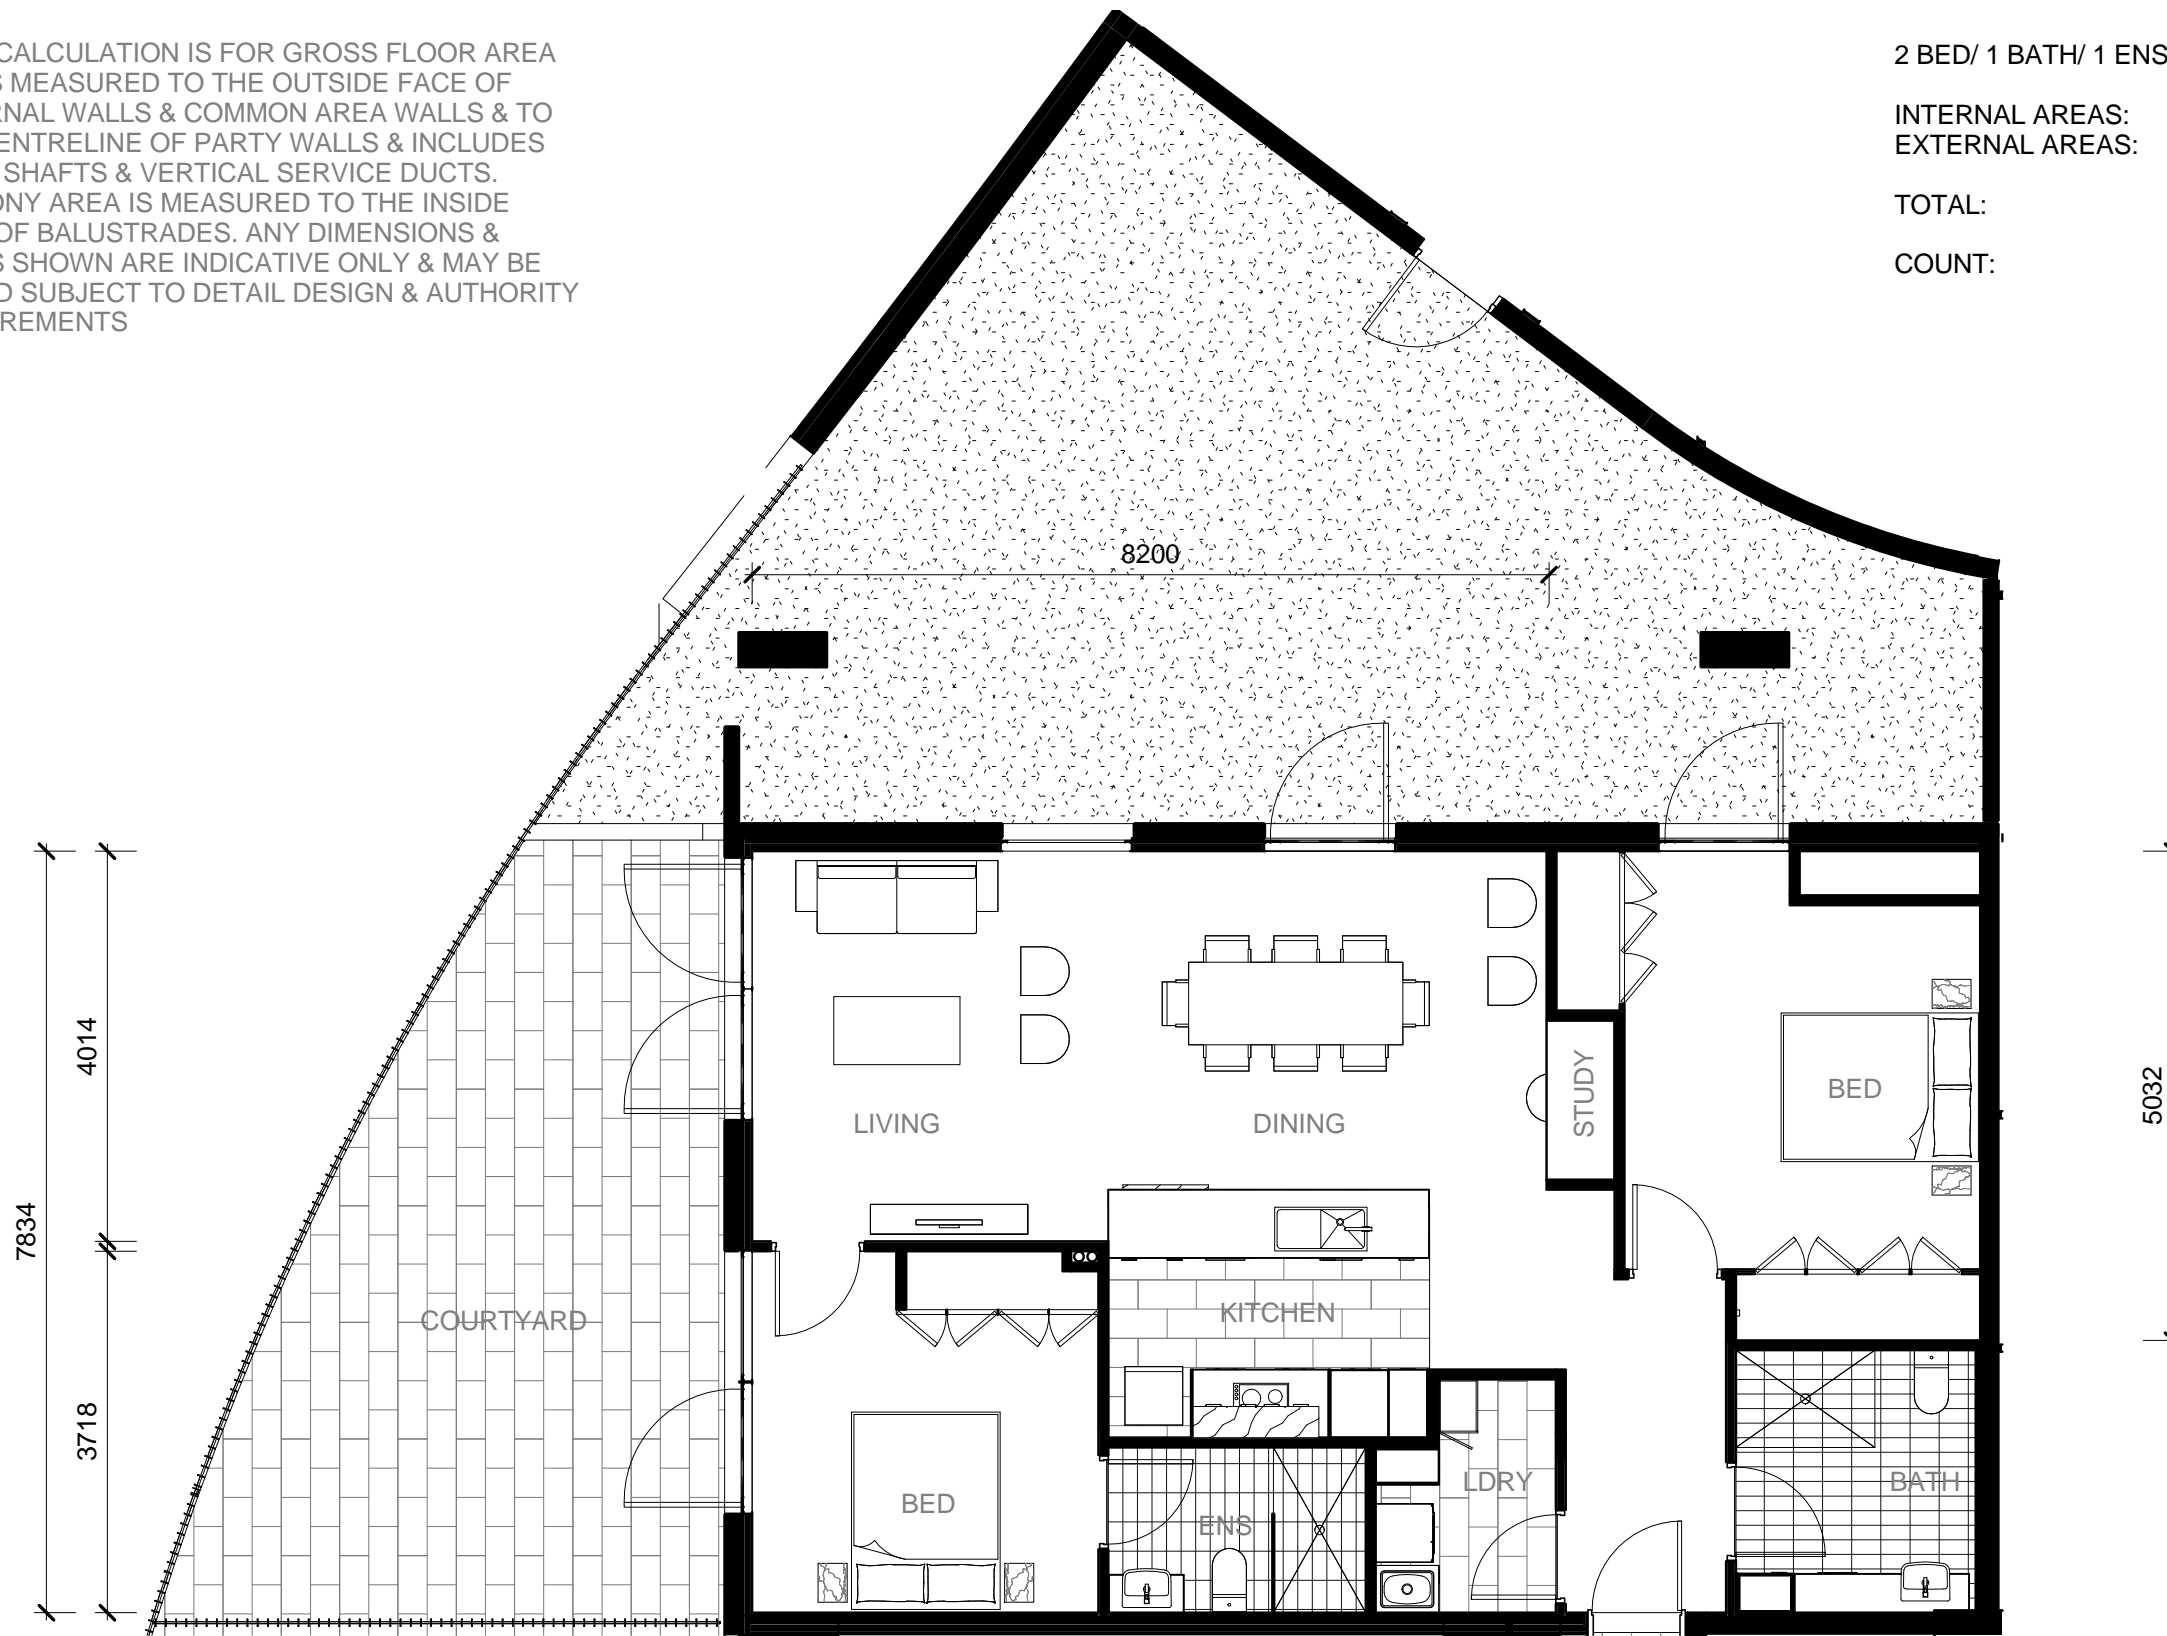 CALCULATION IS FOR GROSS FLOOR AREA
S MEASURED TO THE OUTSIDE FACE OF
RNAL WALLS & COMMON AREA WALLS & TO
ENTRELINE OF PARTY WALLS & INCLUDES
SHAFTS & VERTICAL SERVICE DUCTS.
ONY AREA IS MEASURED TO THE INSIDE
OF BALUSTRADES. ANY DIMENSIONS &
S SHOWN ARE INDICATIVE ONLY & MAY BE
D SUBJECT TO DETAIL DESIGN & AUTHORITY
REMENTS
2 BED/ 1 BATH/ 1 ENS
INTERNAL AREAS:
EXTERNAL AREAS:
TOTAL:
COUNT:
8200
4014
7834
3718
5032
LIVING
DINING
STUDY
BED
COURTYARD
KITCHEN
BED
ENS
LDRY
BATH